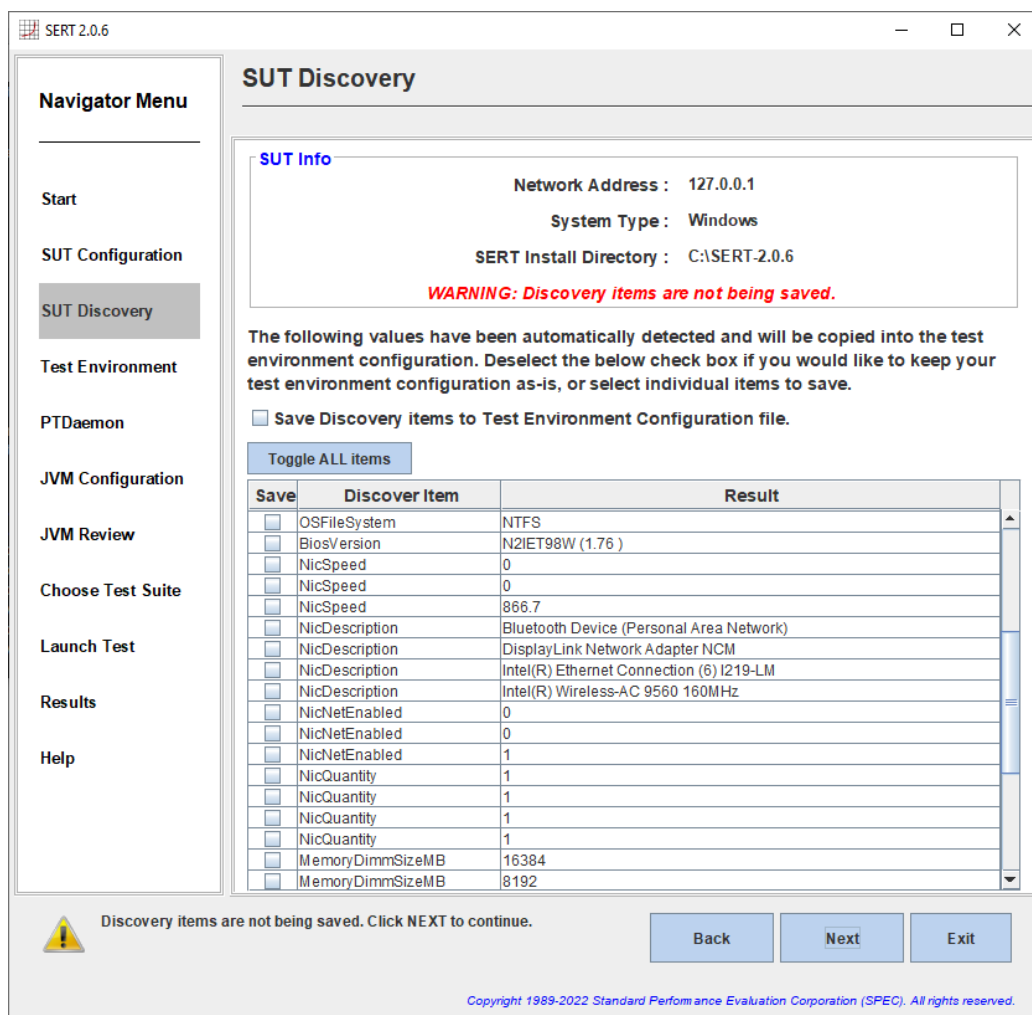 SERT 2.0.6
Navigator Menu
Start
SUT Configuration
SUT Discovery
Test Environment
PTDaemon
JVM Configuration
JVM Review
Choose Test Suite
Launch Test
Results
Help
SUT Discovery
SUT Info
Network Address : 127.0.0.1
System Type : Windows
SERT Install Directory : C:\SERT-2.0.6
WARNING: Discovery items are not being saved.
The following values have been automatically detected and will be copied into the test
environment configuration. Deselect the below check box if you would like to keep your
test environment configuration as-is, or select individual items to save.
Save Discovery items to Test Environment Configuration file.
Toggle ALL items
Save Discover Item Result
OSFileSystem NTFS
BiosVersion N2IET98W (1.76 )
NicSpeed 0
NicSpeed 0
NicSpeed 866.7
NicDescription Bluetooth Device (Personal Area Network)
NicDescription DisplayLink Network Adapter NCM
NicDescription Intel(R) Ethernet Connection (6) I219-LM
NicDescription Intel(R) Wireless-AC 9560 160MHz
NicNetEnabled 0
NicNetEnabled 0
NicNetEnabled 1
NicQuantity 1
NicQuantity 1
NicQuantity 1
NicQuantity 1
MemoryDimmSizeMB 16384
MemoryDimmSizeMB 8192
Discovery items are not being saved. Click NEXT to continue.
Back
Next
Exit
Copyright 1989-2022 Standard Performance Evaluation Corporation (SPEC). All rights reserved.